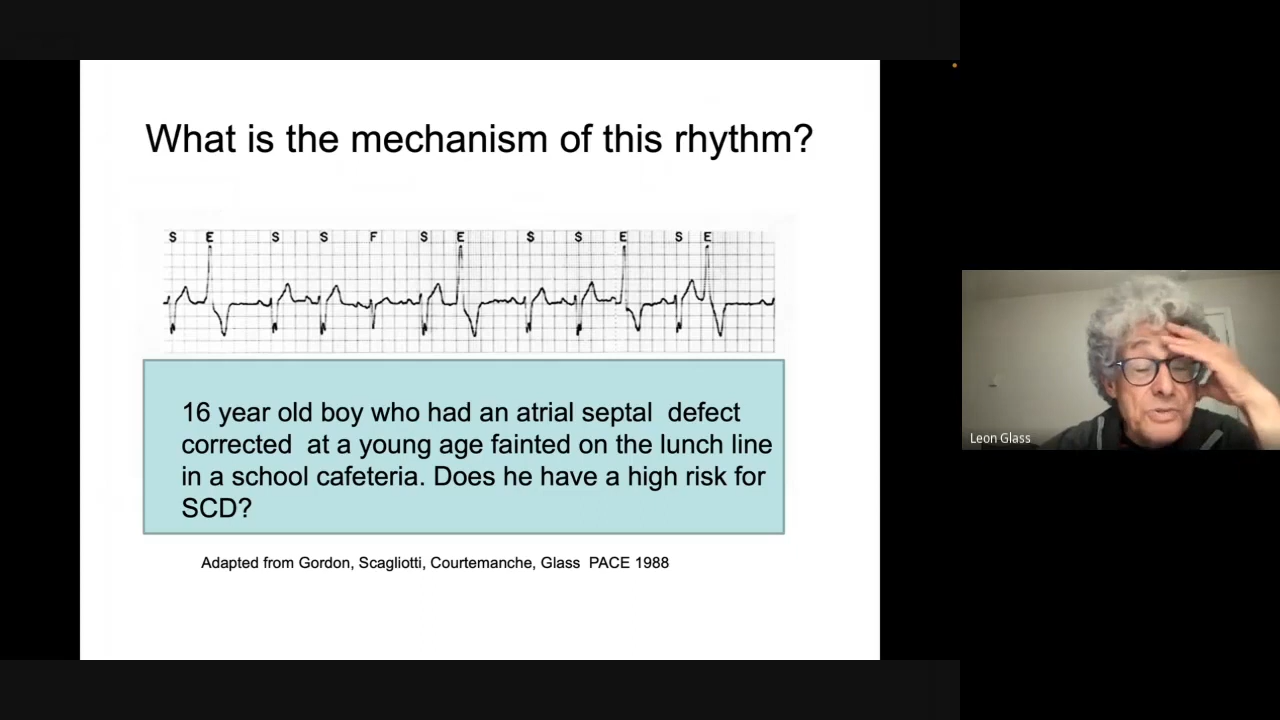 What is the mechanism of this rhythm?
S E S S F S E S S E S E
16 year old boy who had an atrial septal defect
corrected at a young age fainted on the lunch line
in a school cafeteria. Does he have a high risk for
SCD?
Adapted from Gordon, Scagliotti, Courtemanche, Glass PACE 1988
Leon Glass